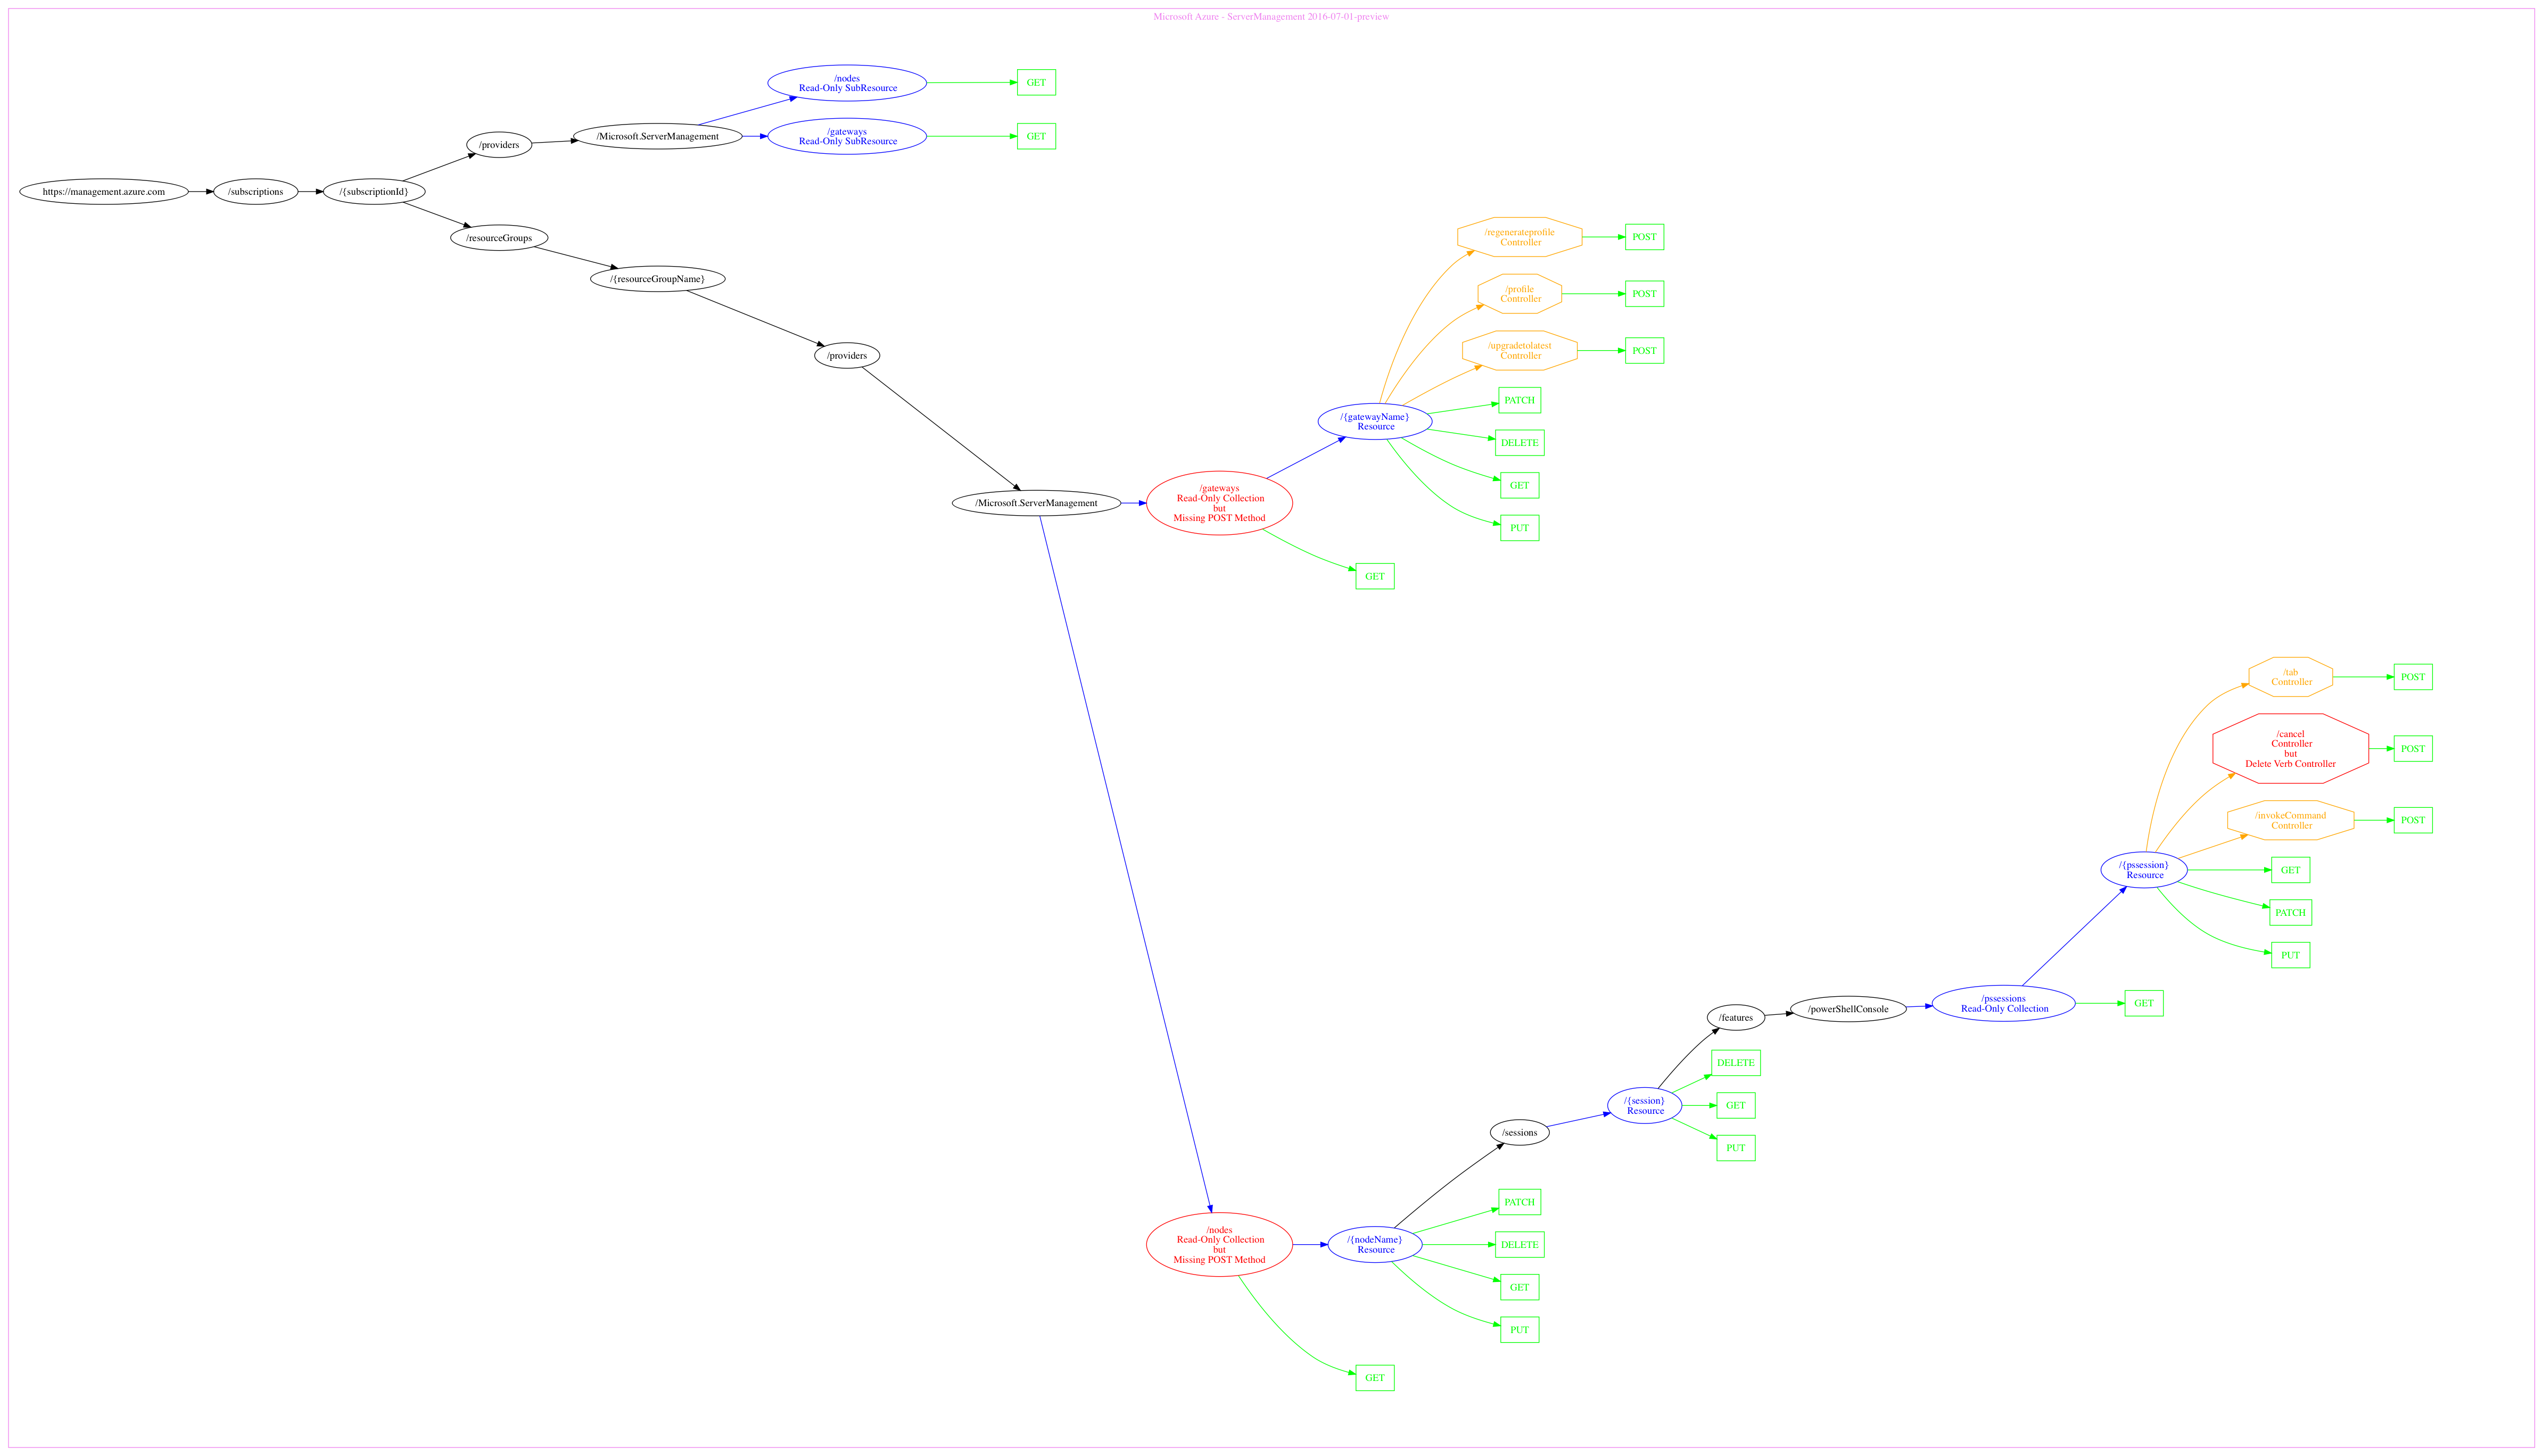 Microsoft Azure - ServerManagement 2016-07-01-preview
/nodes
Read-Only SubResource
GET
/gateways
Read-Only SubResource
GET
/providers
/Microsoft.ServerManagement
https://management.azure.com
/subscriptions
/{subscriptionId}
/resourceGroups
/{resourceGroupName}
/providers
/Microsoft.ServerManagement
/regenerateprofile
Controller
POST
/profile
Controller
POST
/upgradetolatest
Controller
POST
/{gatewayName}
Resource
PATCH
DELETE
GET
PUT
/gateways
Read-Only Collection
but
Missing POST Method
GET
/tab
Controller
POST
/cancel
Controller
but
Delete Verb Controller
POST
/invokeCommand
Controller
POST
/{pssession}
Resource
GET
PATCH
PUT
/features
/powerShellConsole
/pssessions
Read-Only Collection
GET
/sessions
/{session}
Resource
DELETE
GET
PUT
/nodes
Read-Only Collection
but
Missing POST Method
/{nodeName}
Resource
PATCH
DELETE
GET
PUT
GET